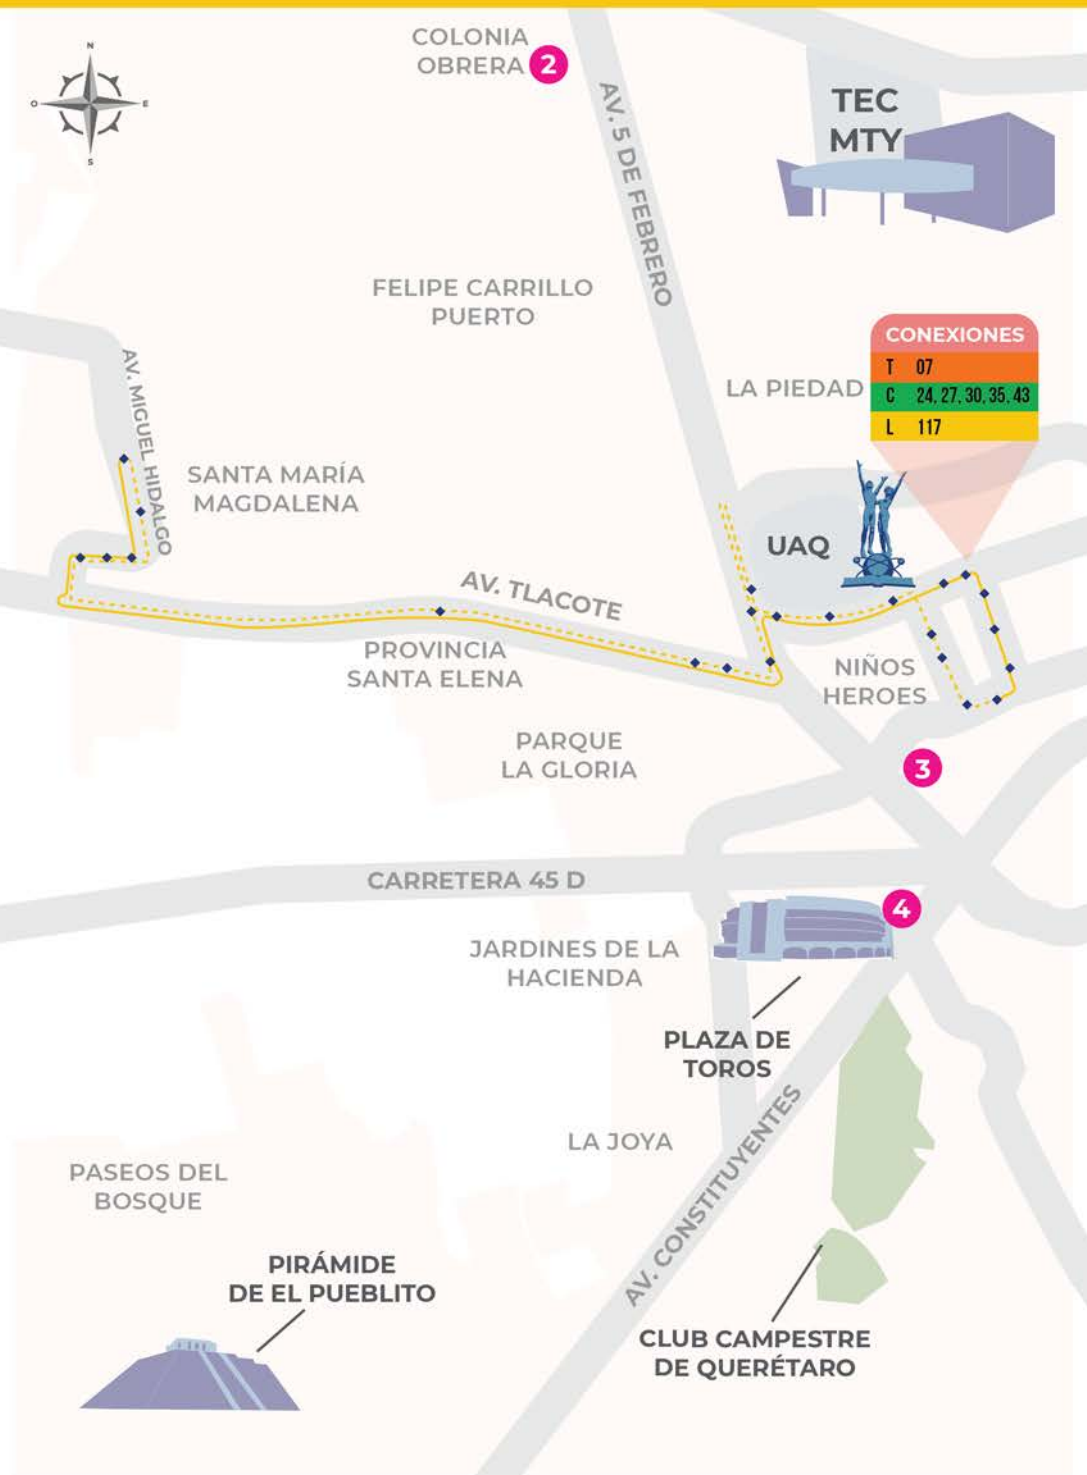 N
O
E
S
COLONIA
OBRERA
2
AV. 5 DE FEBRERO
TEC
MTY
FELIPE CARRILLO
PUERTO
CONEXIONES
T 07
C 24, 27, 30, 35, 43
L 117
LA PIEDAD
AV. MIGUEL HIDALGO
SANTA MARÍA
MAGDALENA
UAQ
AV. TLACOTE
PROVINCIA
SANTA ELENA
NIÑOS
HEROES
PARQUE
LA GLORIA
3
CARRETERA 45 D
4
JARDINES DE LA
HACIENDA
PLAZA DE
TOROS
AV. CONSTITUYENTES
LA JOYA
PASEOS DEL
BOSQUE
PIRÁMIDE
DE EL PUEBLITO
CLUB CAMPESTRE
DE QUERÉTARO